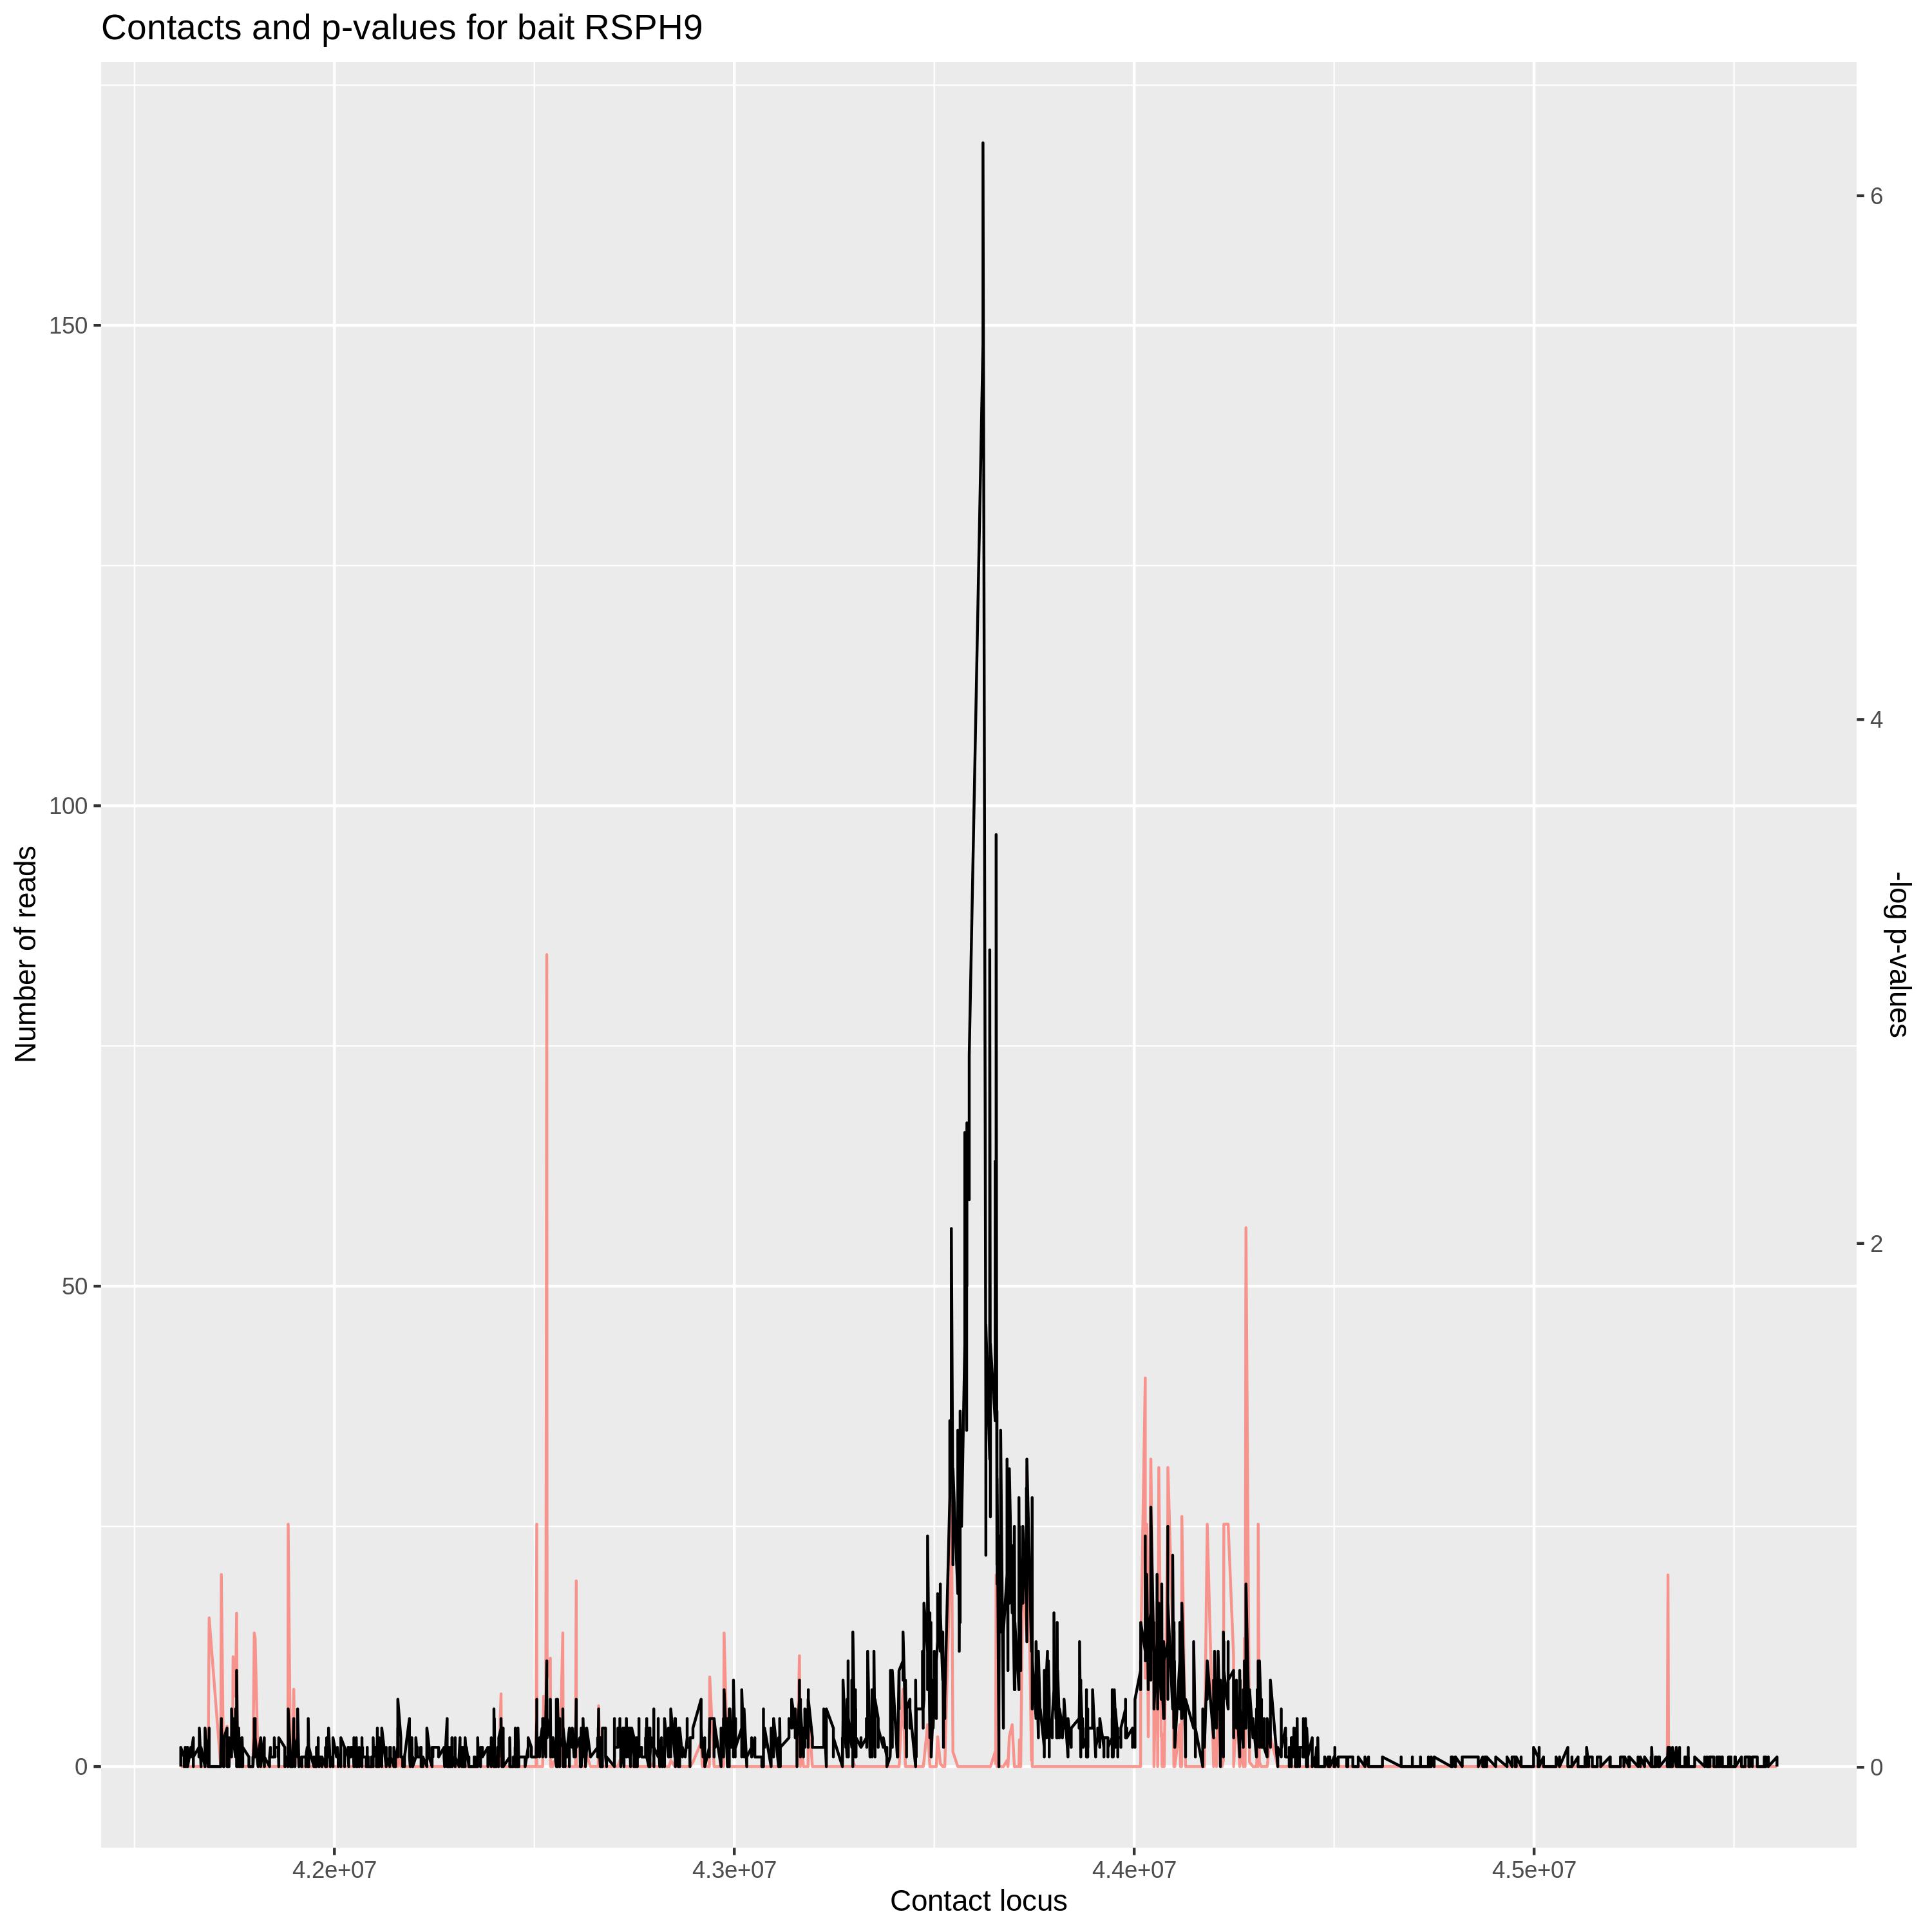 Contacts and p-values for bait RSPH9
150
100
50
0
Number of reads
6
4
2
0
-log p-values
4.2e+07
4.3e+07
4.4e+07
4.5e+07
Contact locus